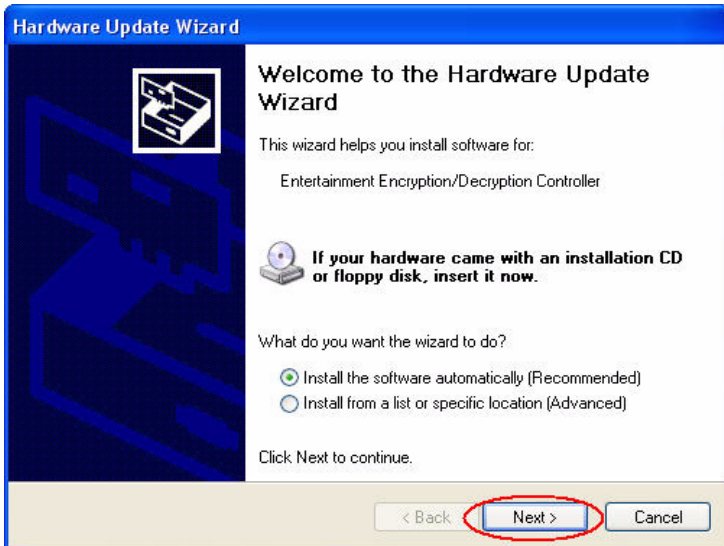 Hardware Update Wizard
Welcome to the Hardware Update
Wizard
This wizard helps you install software for:
Entertainment Encryption/Decryption Controller
If your hardware came with an installation CD
or floppy disk, insert it now.
What do you want the wizard to do?
Install the software automatically (Recommended)
Install from a list or specific location (Advanced)
Click Next to continue.
< Back
Next >
Cancel